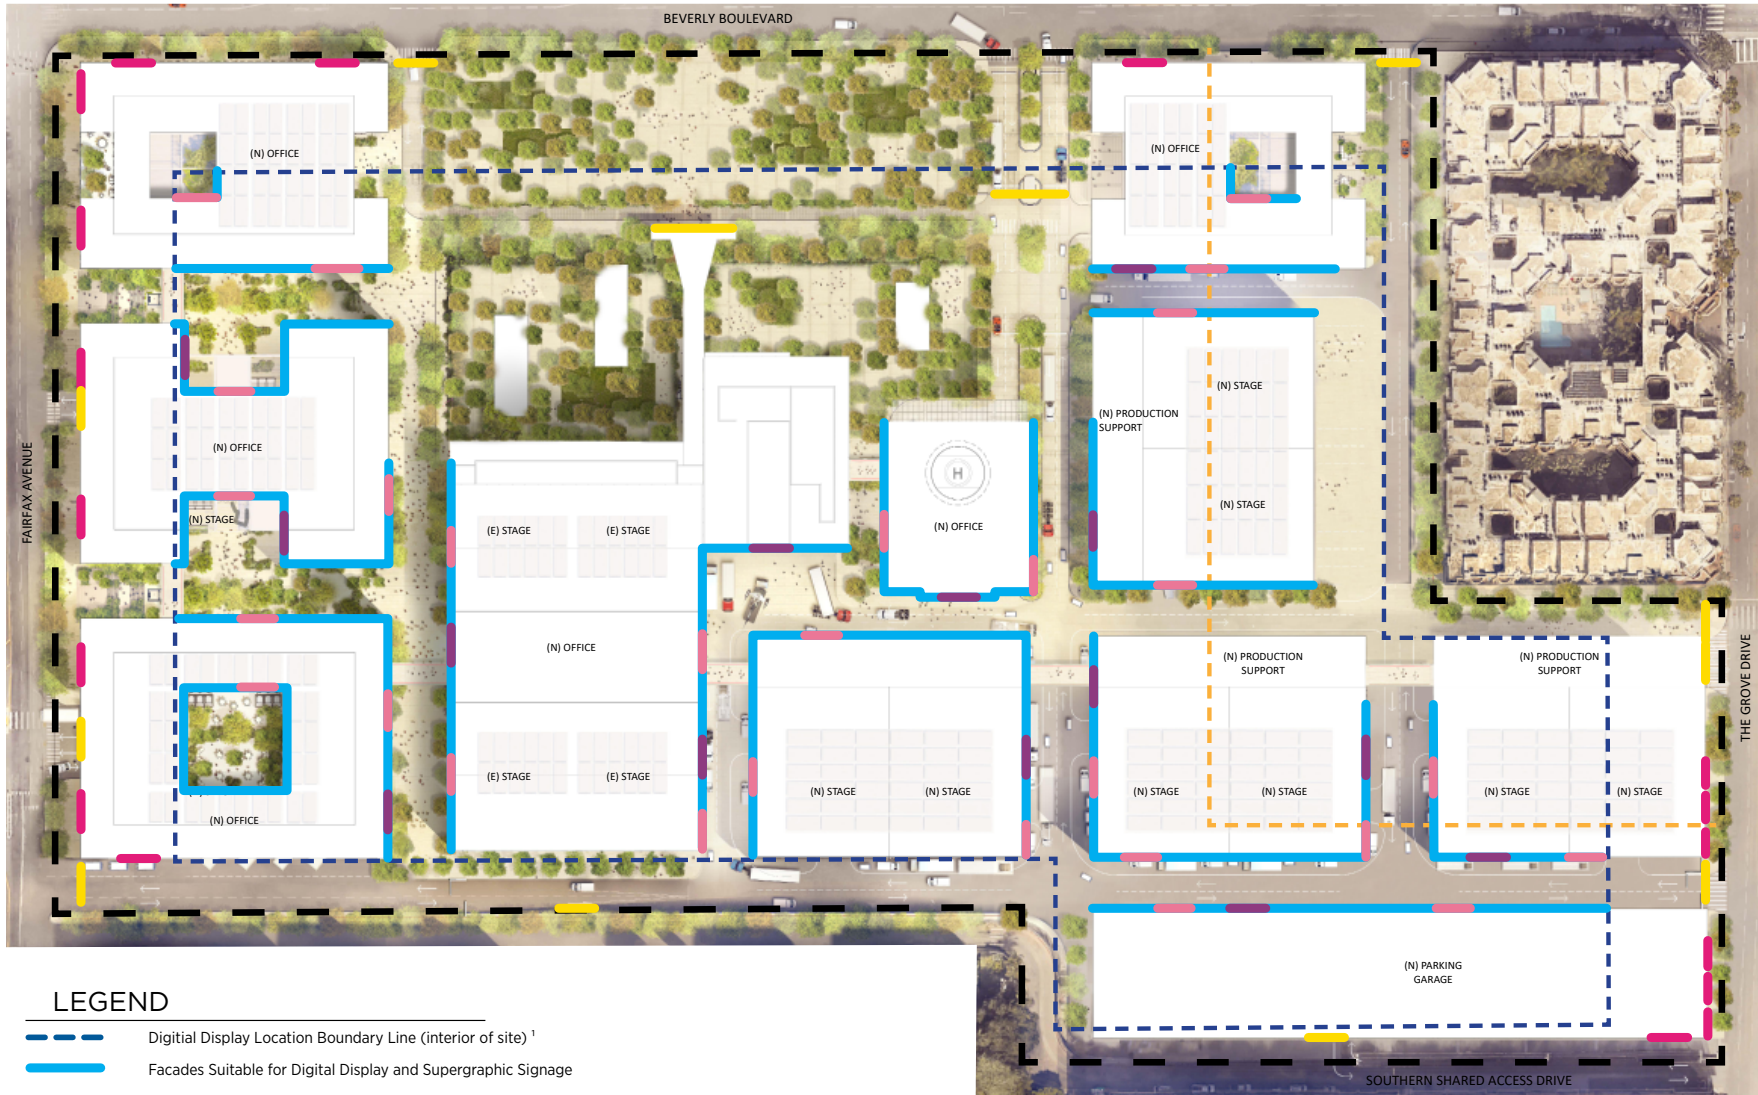 BEVERLY BOULEVARD
(N) OFFICE
(N) OFFICE
(N) STAGE
(N) PRODUCTION
SUPPORT
FAIRFAX AVENUE
(N) OFFICE
H
(N) STAGE
(N) STAGE
(E) STAGE
(E) STAGE
(N) OFFICE
(N) OFFICE
(N) PRODUCTION
SUPPORT
(N) PRODUCTION
SUPPORT
THE GROVE DRIVE
(E) STAGE
(E) STAGE
(N) STAGE
(N) STAGE
(N) STAGE
(N) STAGE
(N) STAGE
(N) STAGE
(N) OFFICE
(N) PARKING
GARAGE
LEGEND
Digitial Display Location Boundary Line (interior of site) ¹
Facades Suitable for Digital Display and Supergraphic Signage
SOUTHERN SHARED ACCESS DRIVE